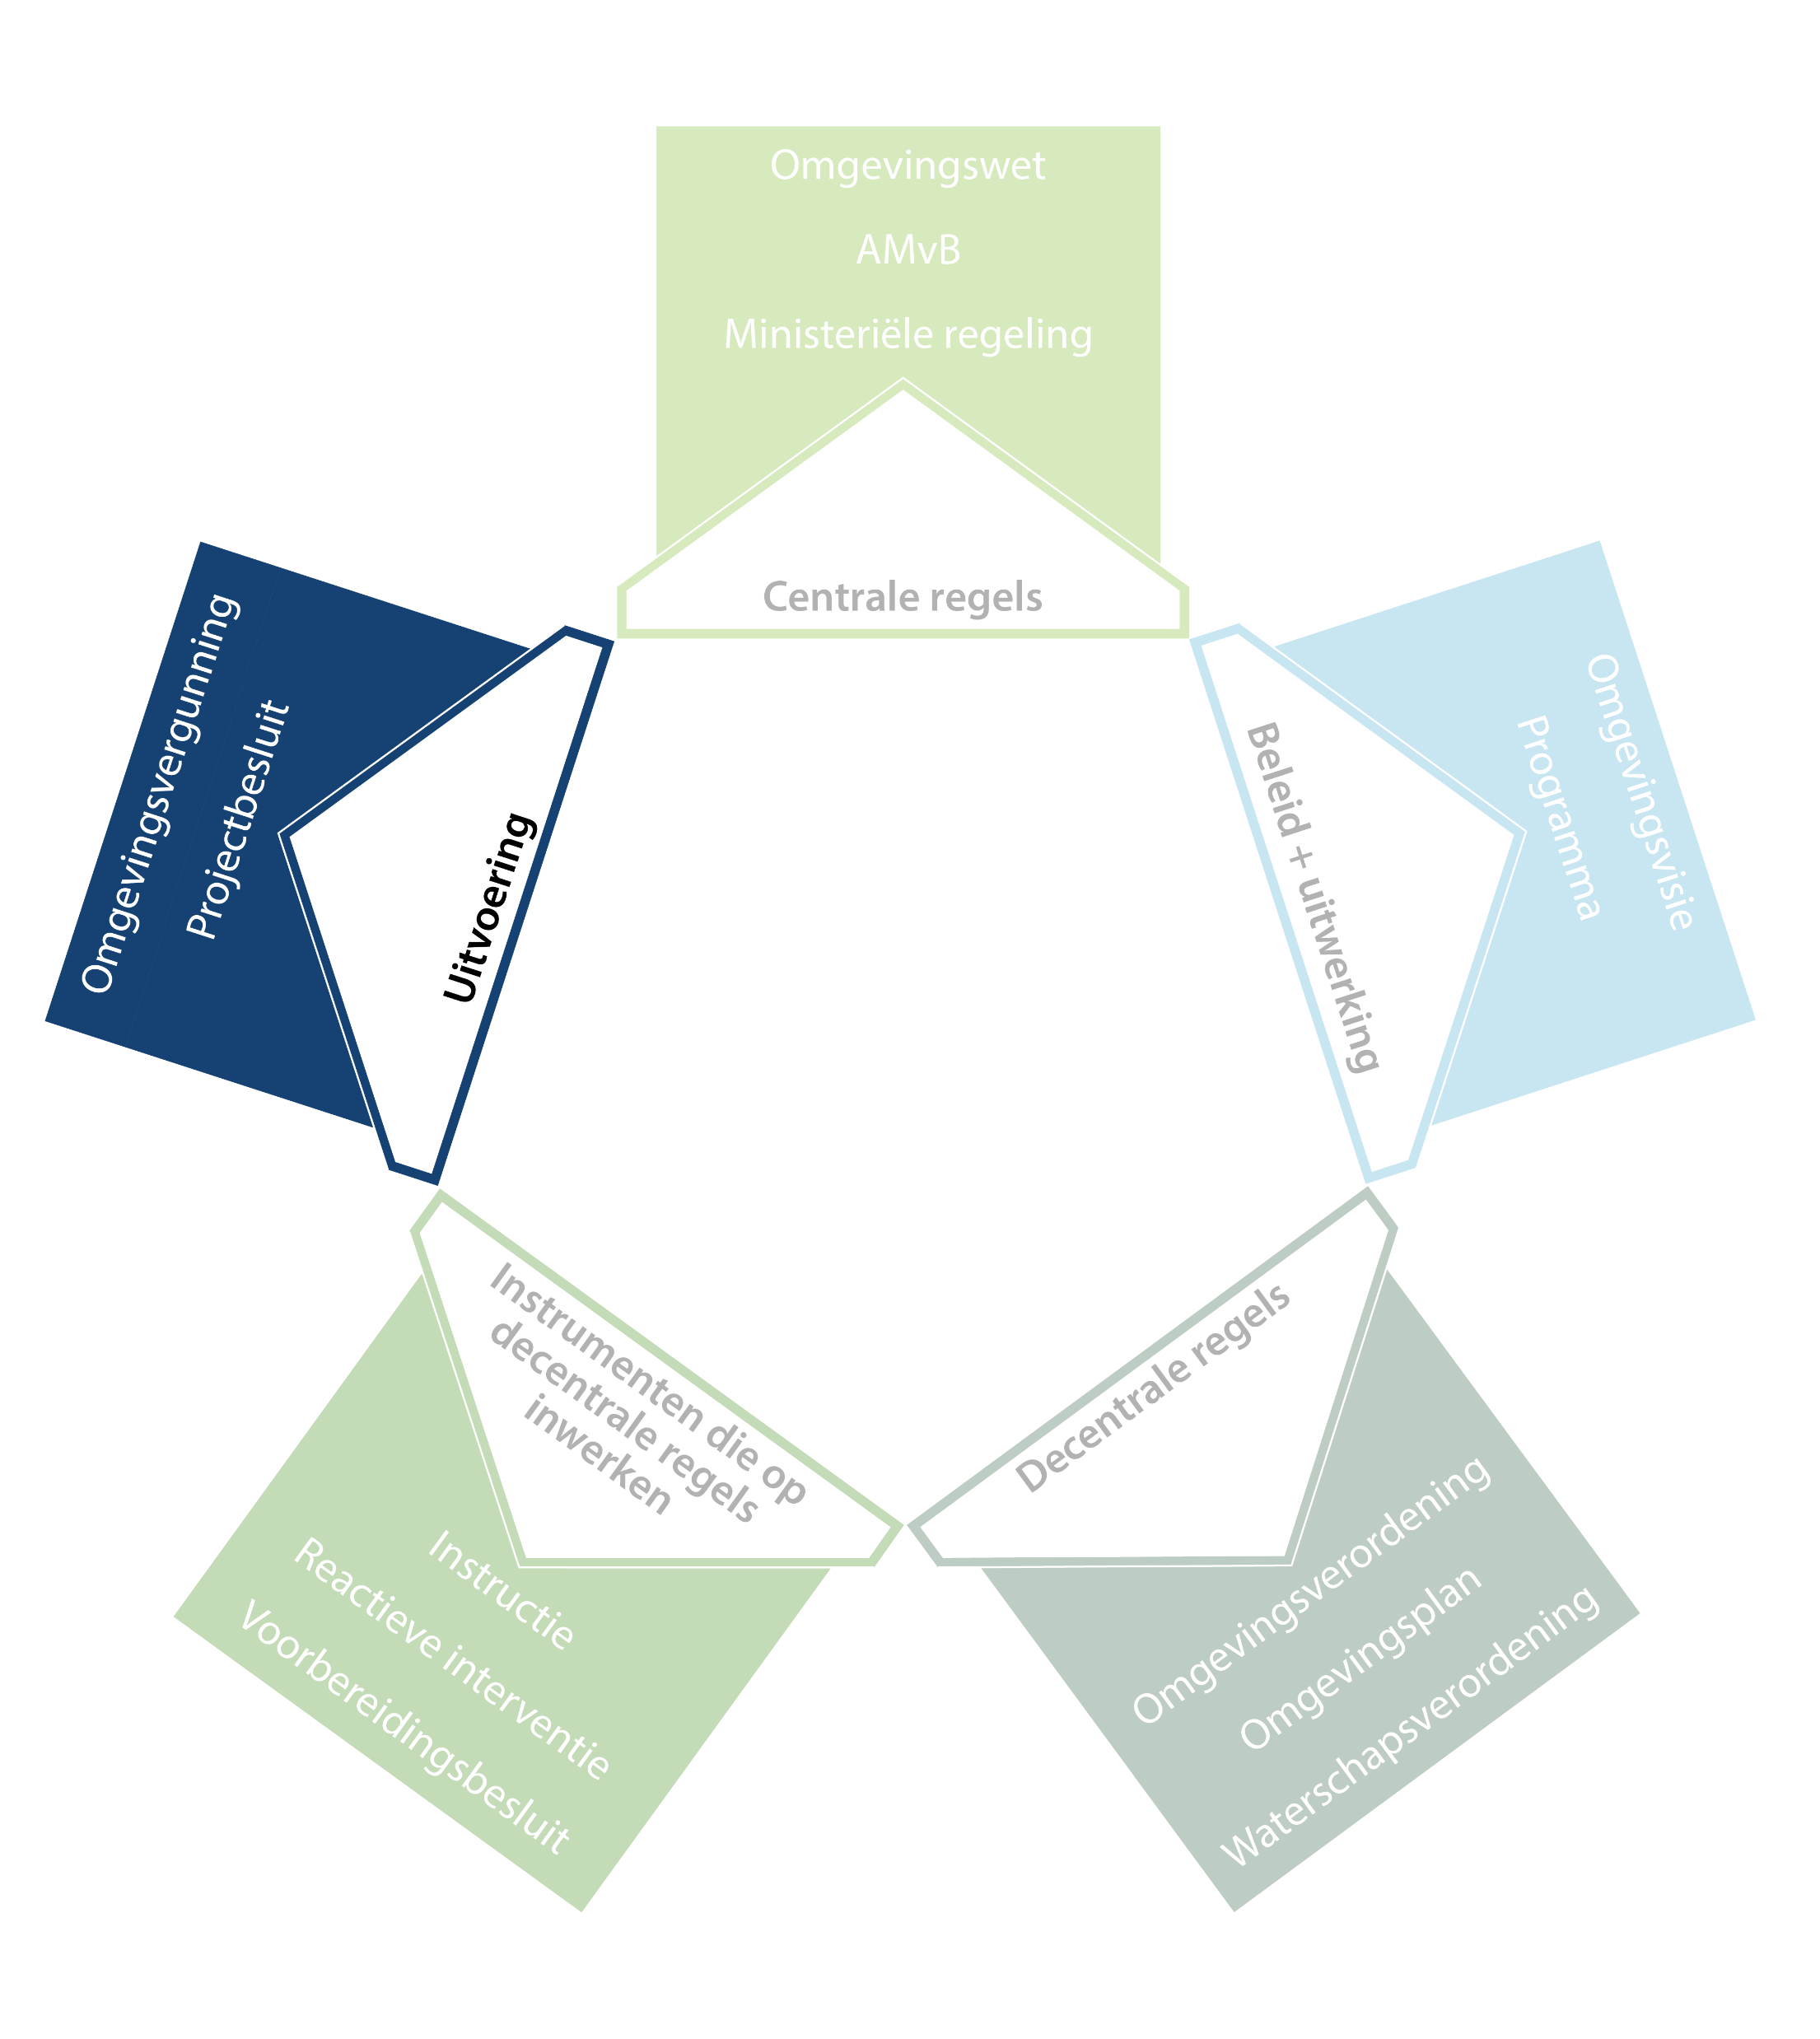 Omgevingswet
AMvB
Ministeriële regeling
Centrale regels
Omgevingsvisie
Programma
Beleid + uitwerking
Decentrale regels
Omgevingsverordening
Omgevingsplan
Waterschapsverordening
Instrumenten die op
decentrale regels
inwerken
Instructie
Reactieve interventie
Voorbereidingsbesluit
Omgevingsvergunning
Projectbesluit
Uitvoering